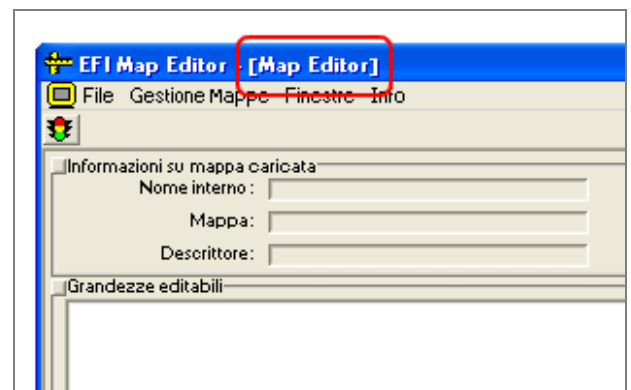 EFI Map Editor - [Map Editor]
File Gestione Mappe Finestre Info
Informazioni su mappa caricata
Nome interno :
Mappa:
Descrittore:
Grandezze editabili